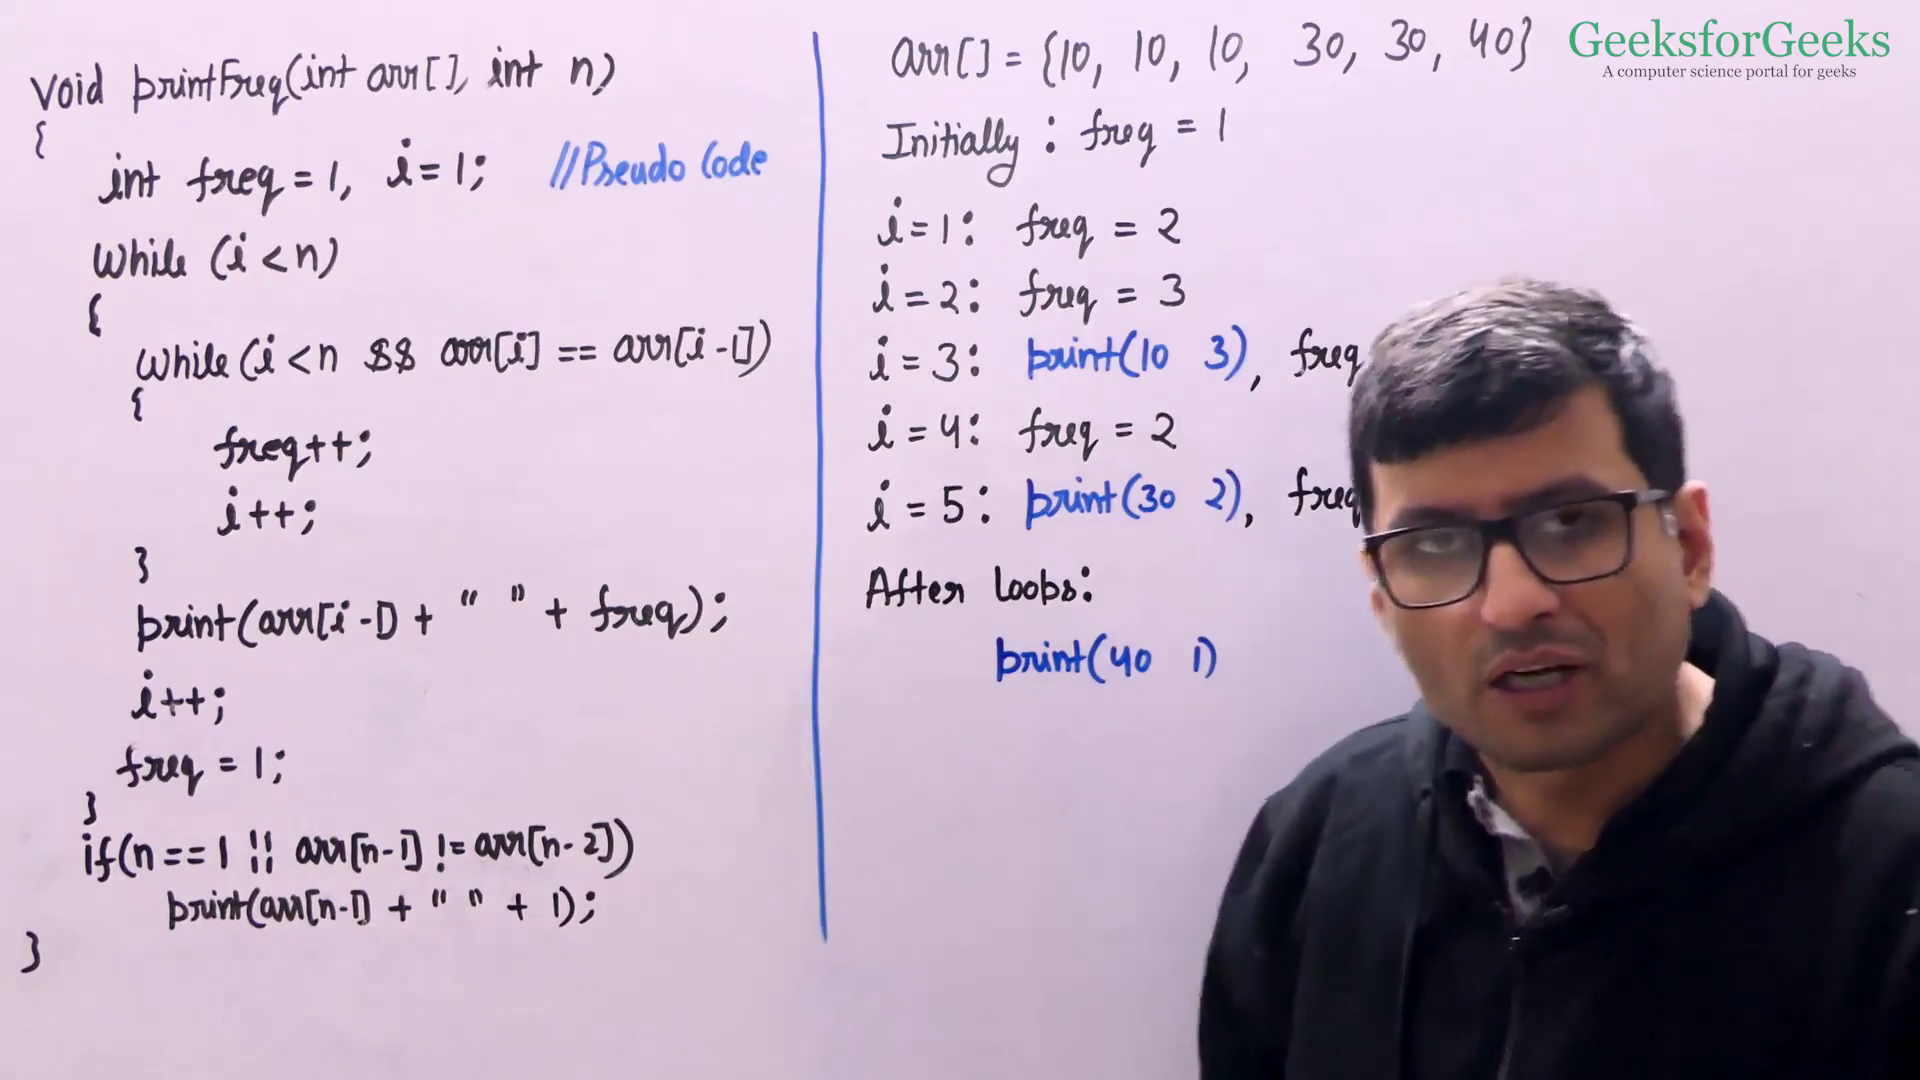 void printFreq(int arr[], int n)
{
int freq = 1, i = 1; //Pseudo Code
while (i < n)
{
while (i < n && arr[i] == arr[i-1])
{
freq++;
i++;
}
print(arr[i-1] + " " + freq);
i++;
freq = 1;
}
if(n == 1 || arr[n-1] != arr[n-2])
print(arr[n-1] + " " + 1);
}
arr[] = {10, 10, 10, 30, 30, 40}
Initially : freq = 1
i = 1: freq = 2
i = 2: freq = 3
i = 3: print(10 3), freq
i = 4: freq = 2
i = 5: print(30 2), freq
After loops:
print(40 1)
GeeksforGeeks
A computer science portal for geeks